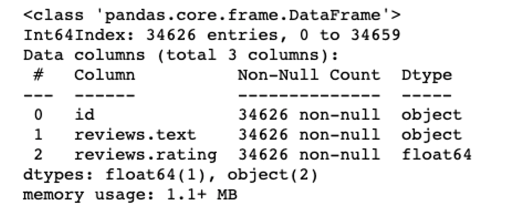 <class 'pandas.core.frame.DataFrame'>
Int64Index: 34626 entries, 0 to 34659
Data columns (total 3 columns):
 #   Column          Non-Null Count  Dtype
---  ------          --------------  -----
 0   id              34626 non-null  object
 1   reviews.text    34626 non-null  object
 2   reviews.rating  34626 non-null  float64
dtypes: float64(1), object(2)
memory usage: 1.1+ MB